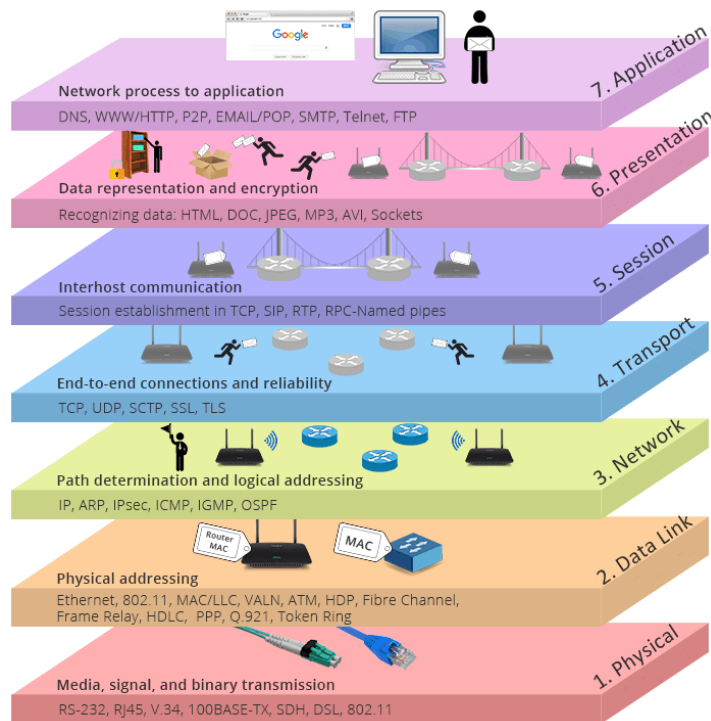 Google
7. Application
Network process to application
DNS, WWW/HTTP, P2P, EMAIL/POP, SMTP, Telnet, FTP
6. Presentation
Data representation and encryption
Recognizing data: HTML, DOC, JPEG, MP3, AVI, Sockets
5. Session
Interhost communication
Session establishment in TCP, SIP, RTP, RPC-Named pipes
4. Transport
End-to-end connections and reliability
TCP, UDP, SCTP, SSL, TLS
3. Network
Path determination and logical addressing
IP, ARP, IPsec, ICMP, IGMP, OSPF
Router
MAC
MAC
2. Data Link
Physical addressing
Ethernet, 802.11, MAC/LLC, VALN, ATM, HDP, Fibre Channel,
Frame Relay, HDLC, PPP, Q.921, Token Ring
1. Physical
Media, signal, and binary transmission
RS-232, RJ45, V.34, 100BASE-TX, SDH, DSL, 802.11